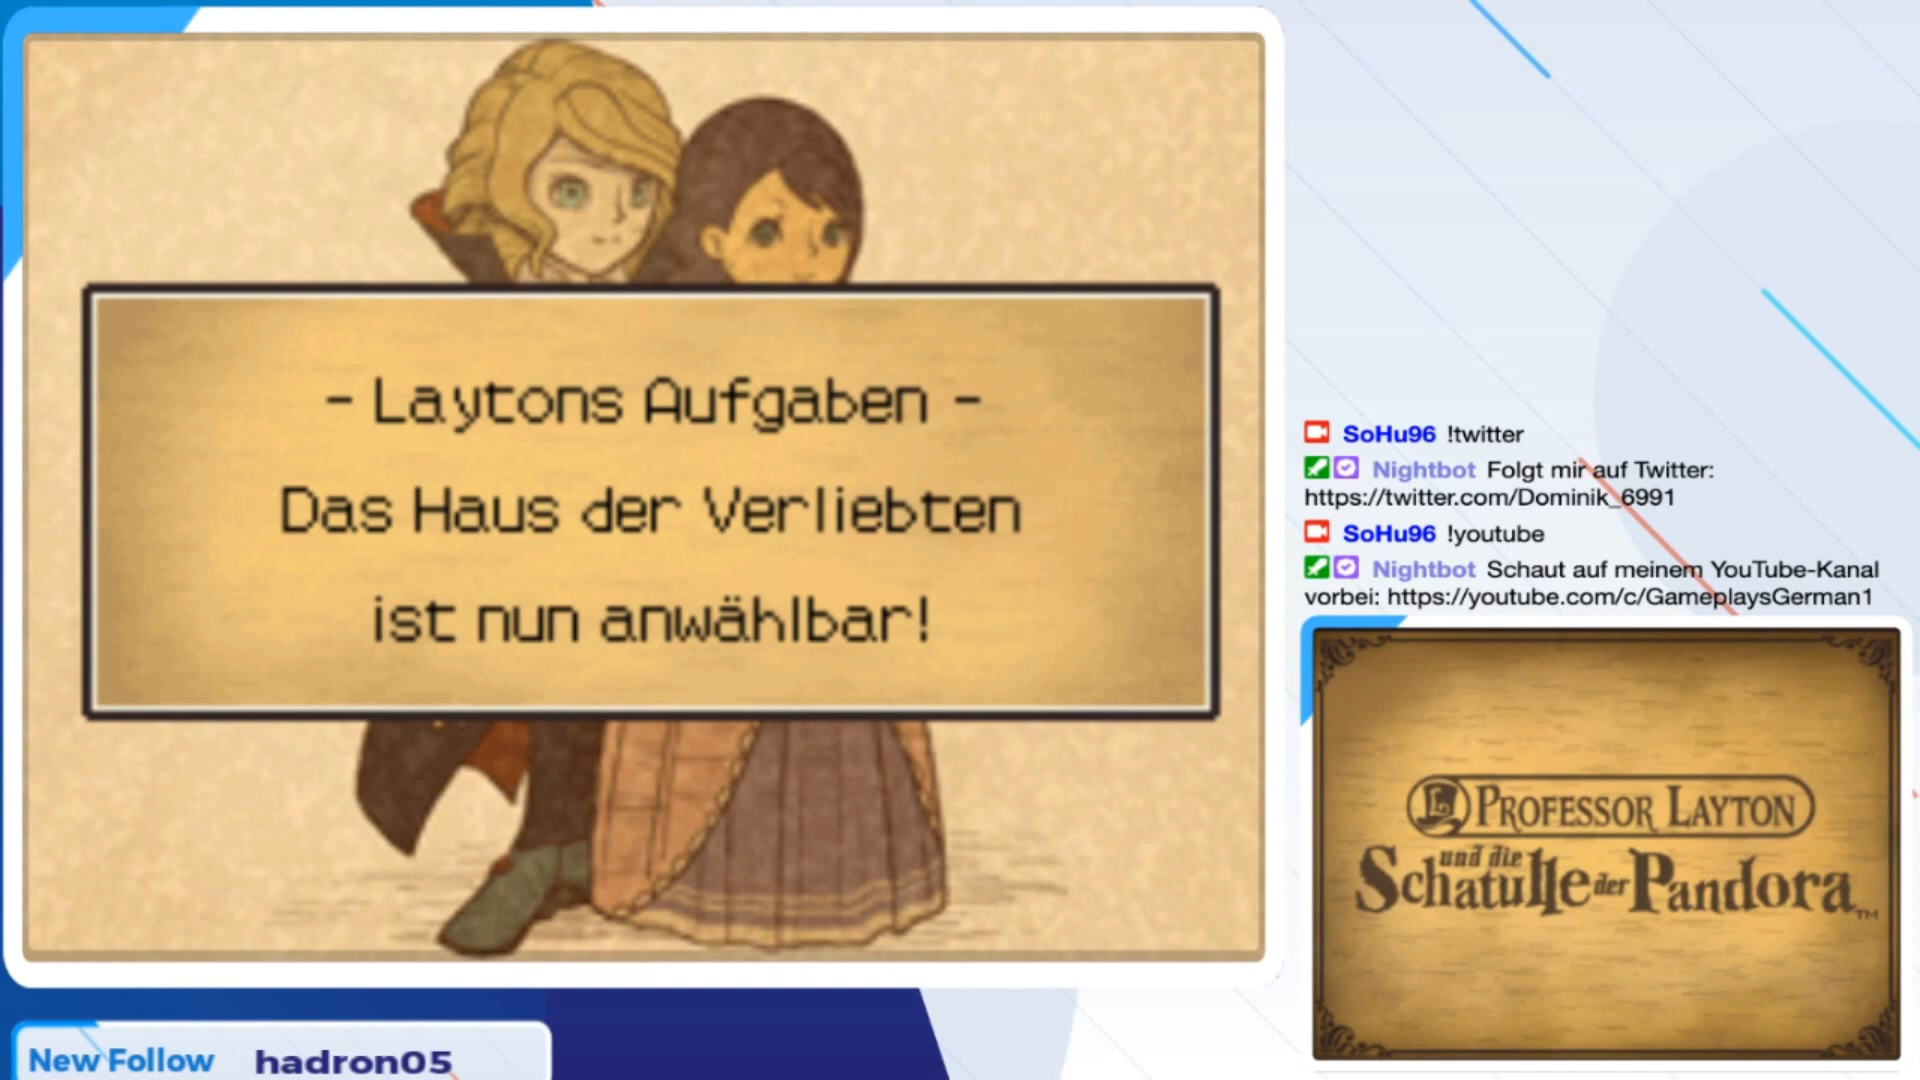 - Laytons Aufgaben -
Das Haus der Verliebten
ist nun anwählbar!
SoHu96 !twitter
Nightbot Folgt mir auf Twitter:
https://twitter.com/Dominik_6991
SoHu96 !youtube
Nightbot Schaut auf meinem YouTube-Kanal
vorbei: https://youtube.com/c/GameplaysGerman1
PROFESSOR LAYTON
und die
Schatulle der Pandora™
New Follow hadron05